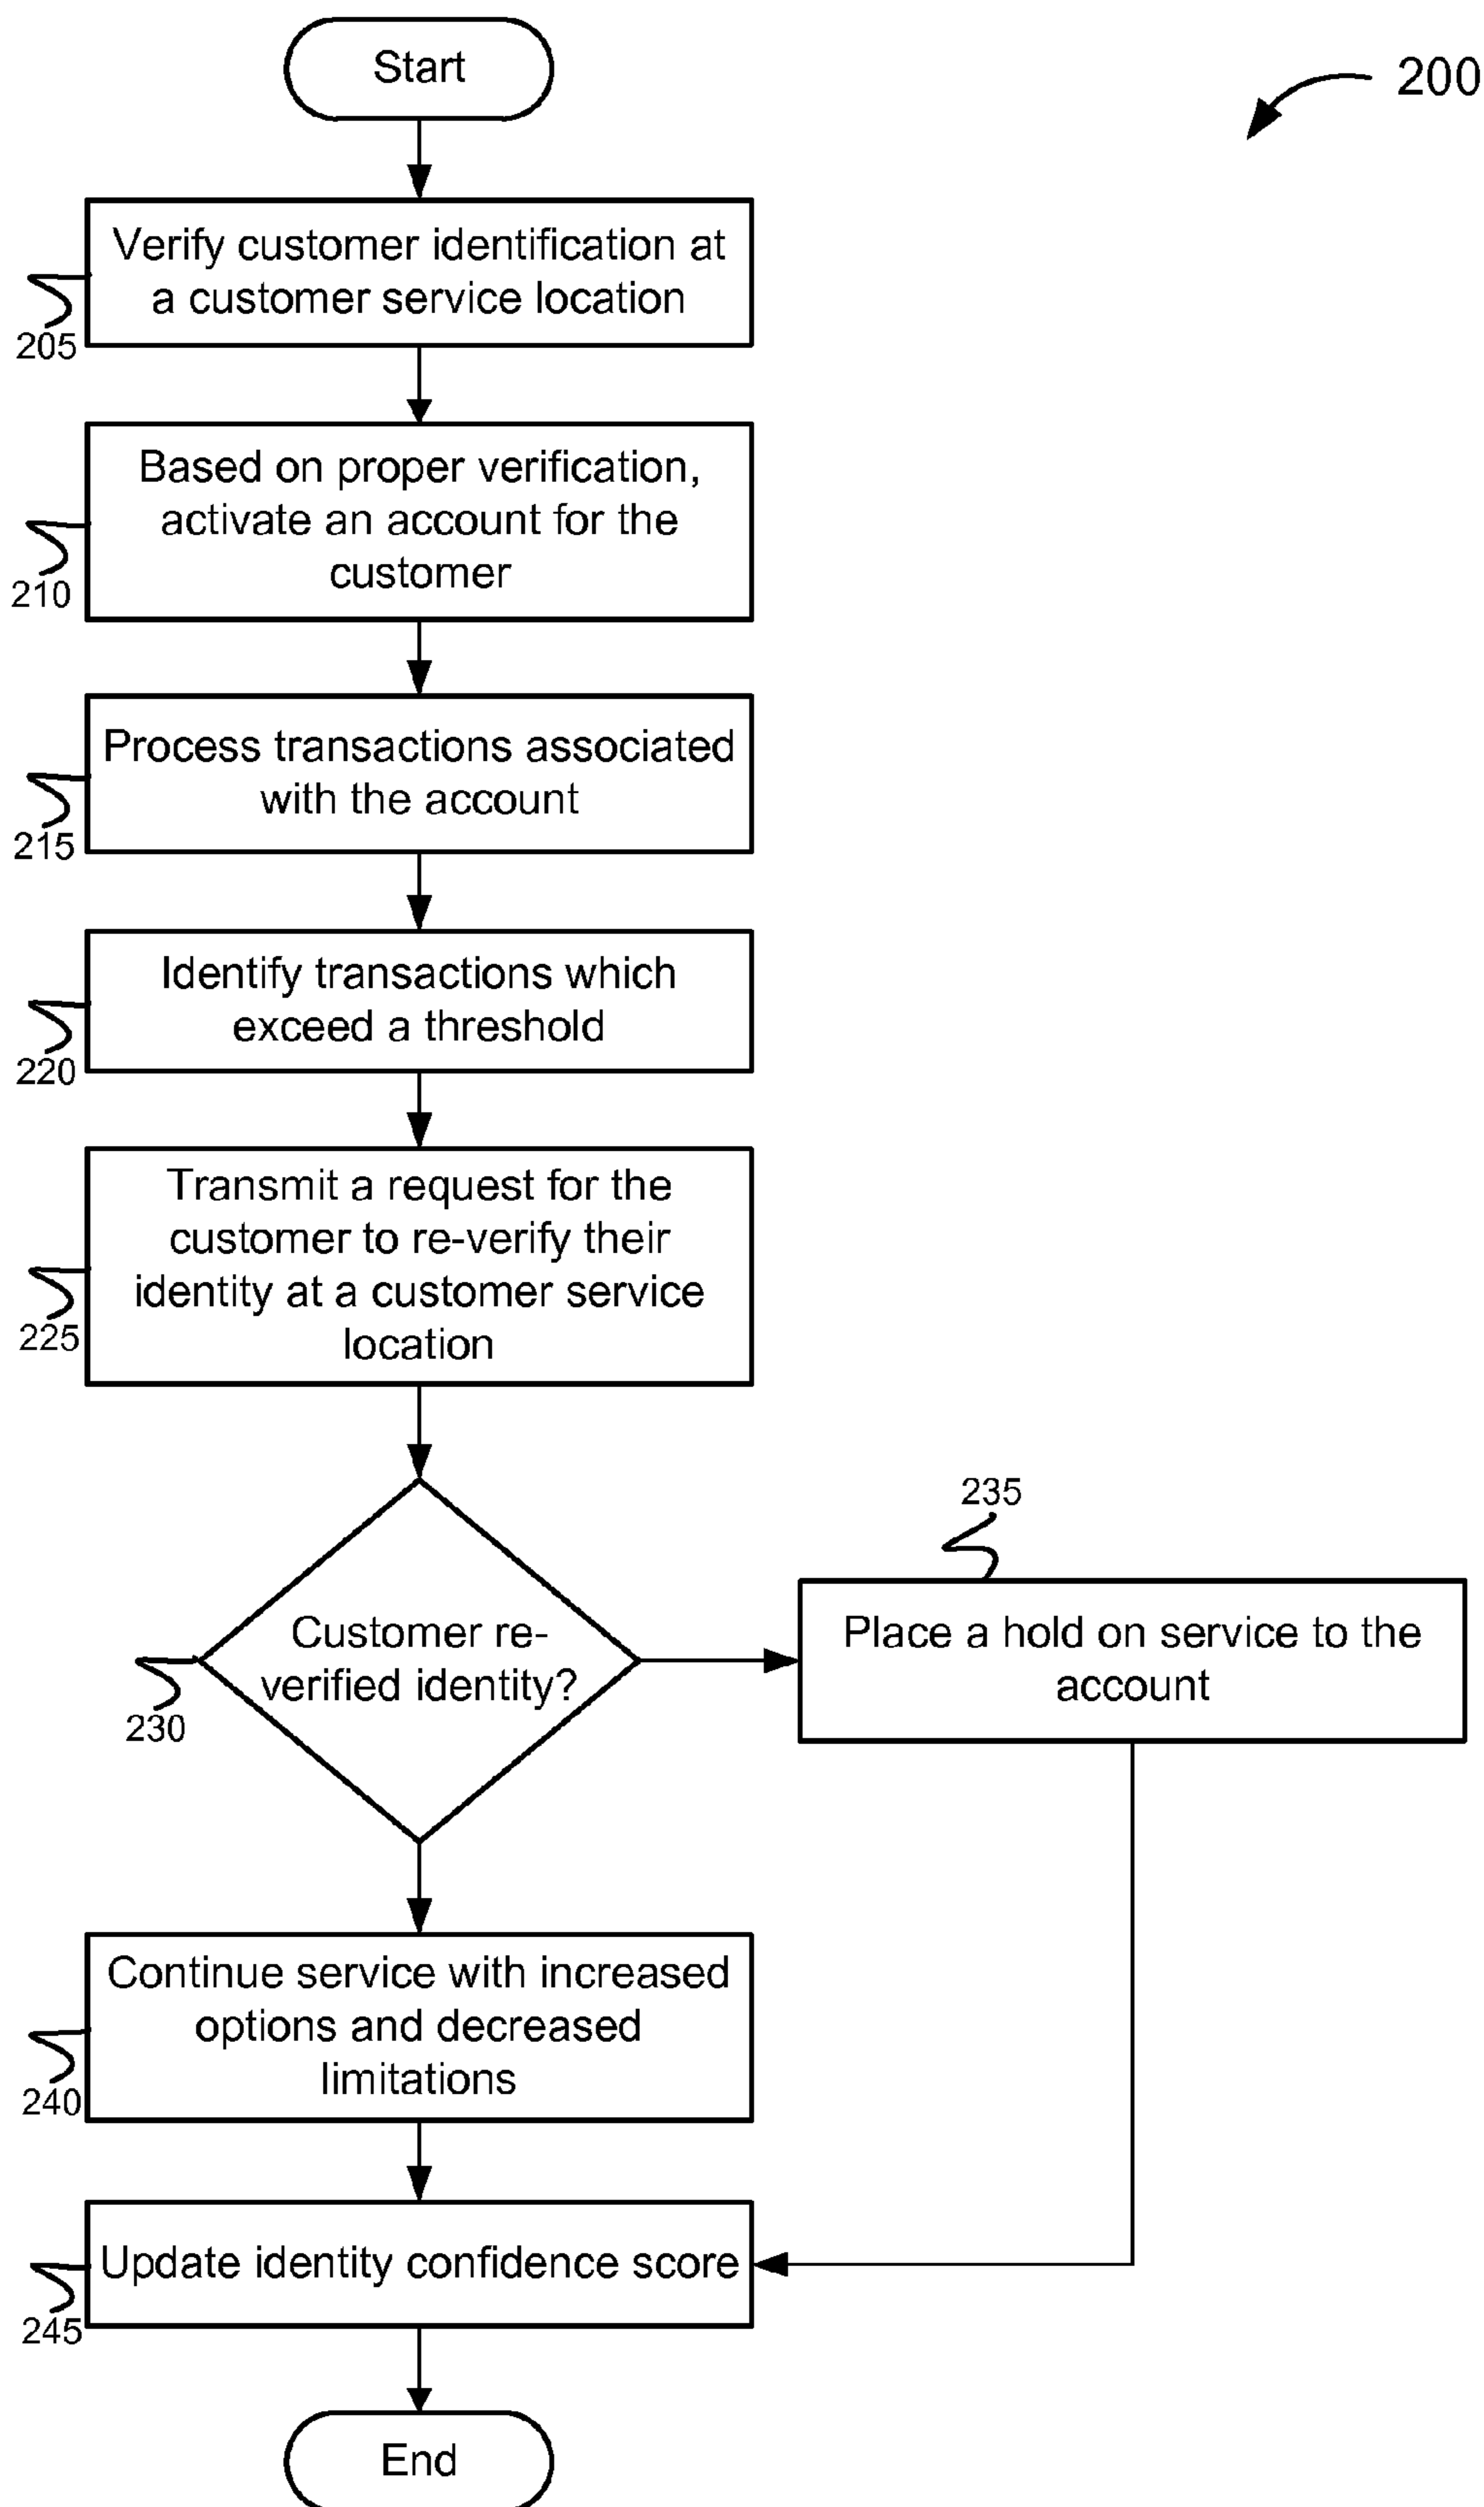 Start
200
Verify customer identification at
a customer service location
205
Based on proper verification,
activate an account for the
customer
210
Process transactions associated
with the account
215
Identify transactions which
exceed a threshold
220
Transmit a request for the
customer to re-verify their
identity at a customer service
location
225
Customer re-
verified identity?
230
235
Place a hold on service to the
account
Continue service with increased
options and decreased
limitations
240
Update identity confidence score
245
End